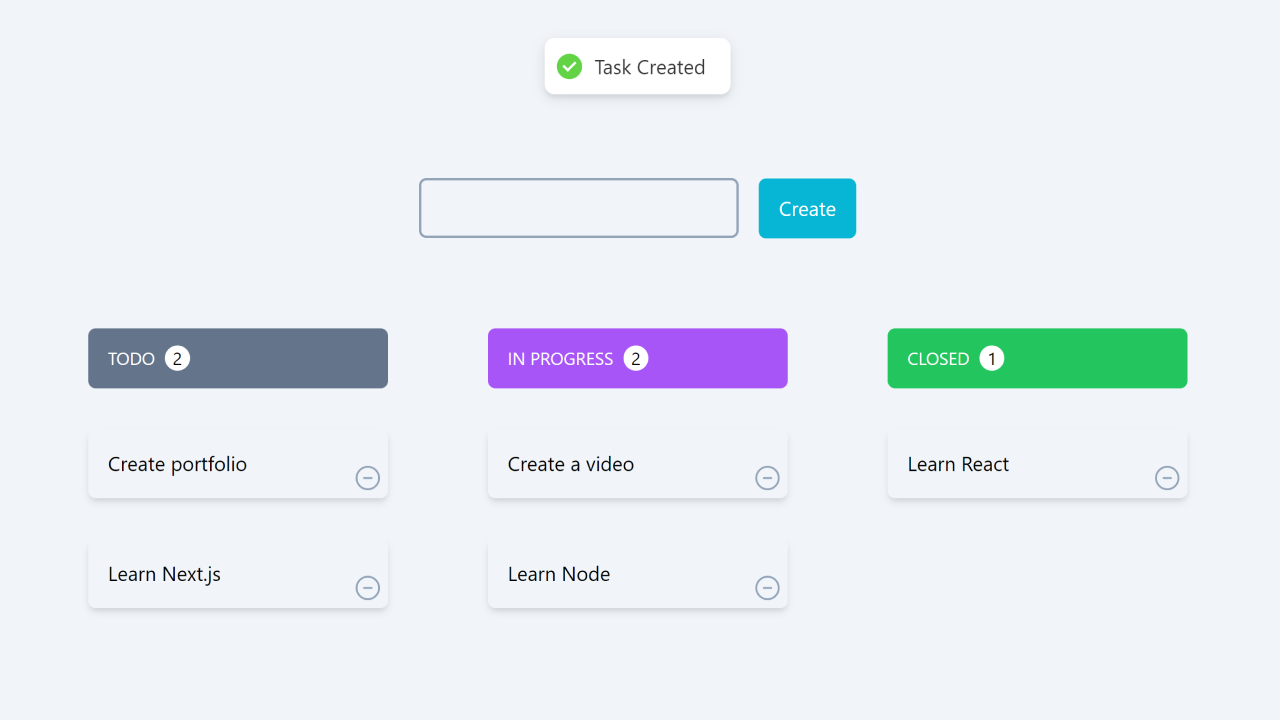 Task Created
Create
TODO 2
IN PROGRESS 2
CLOSED 1
Create portfolio
Create a video
Learn React
Learn Next.js
Learn Node